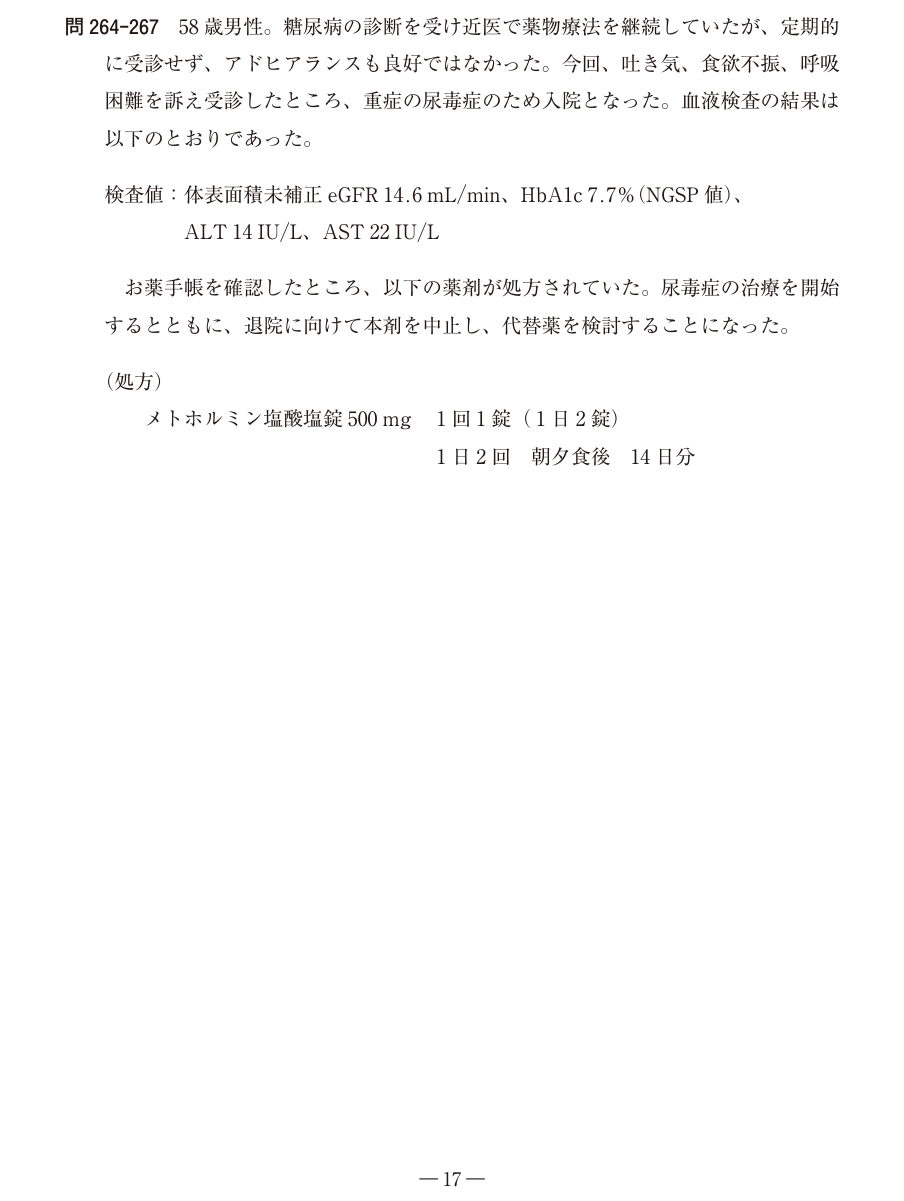 問 264-267 58 歳男性。糖尿病の診断を受け近医で薬物療法を継続していたが、定期的
に受診せず、アドヒアランスも良好ではなかった。今回、吐き気、食欲不振、呼吸
困難を訴え受診したところ、重症の尿毒症のため入院となった。血液検査の結果は
以下のとおりであった。
検査値：体表面積未補正 eGFR 14.6 mL/min、HbA1c 7.7%（NGSP 値）、
ALT 14 IU/L、AST 22 IU/L
お薬手帳を確認したところ、以下の薬剤が処方されていた。尿毒症の治療を開始
するとともに、退院に向けて本剤を中止し、代替薬を検討することになった。
（処方）
メトホルミン塩酸塩錠 500 mg 1 回 1 錠（1 日 2 錠）
1 日 2 回 朝夕食後 14 日分
― 17 ―